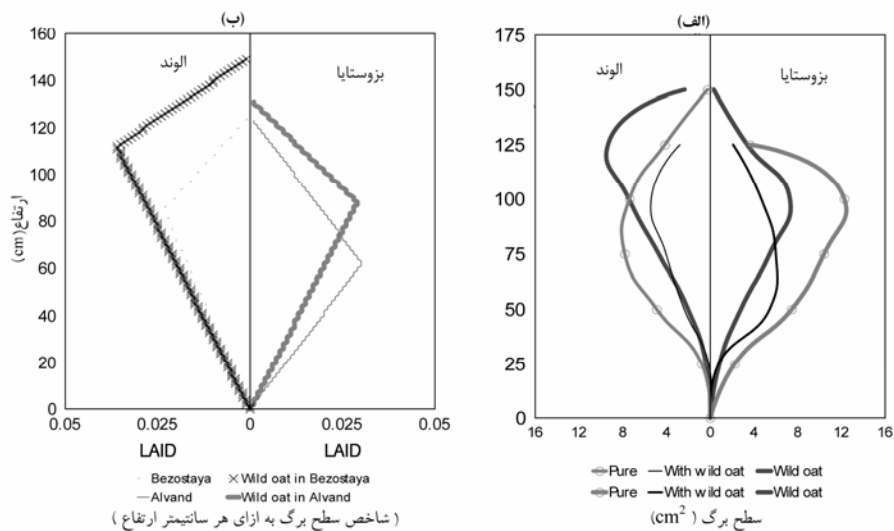 (ب)
160
140
120
100
80
60
40
20
0
ارتفاع(cm)
الوند
بزوستایا
0.05
0.025
0
0.025
0.05
LAID
LAID
Bezostaya
Wild oat in Bezostaya
Alvand
Wild oat in Alvand
( شاخص سطح برگ به ازای هر سانتیمتر ارتفاع )
(الف)
175
150
125
100
75
50
25
0
الوند
بزوستایا
16
12
8
4
0
4
8
12
16
Pure
With wild oat
Wild oat
Pure
With wild oat
Wild oat
سطح برگ ( cm²)